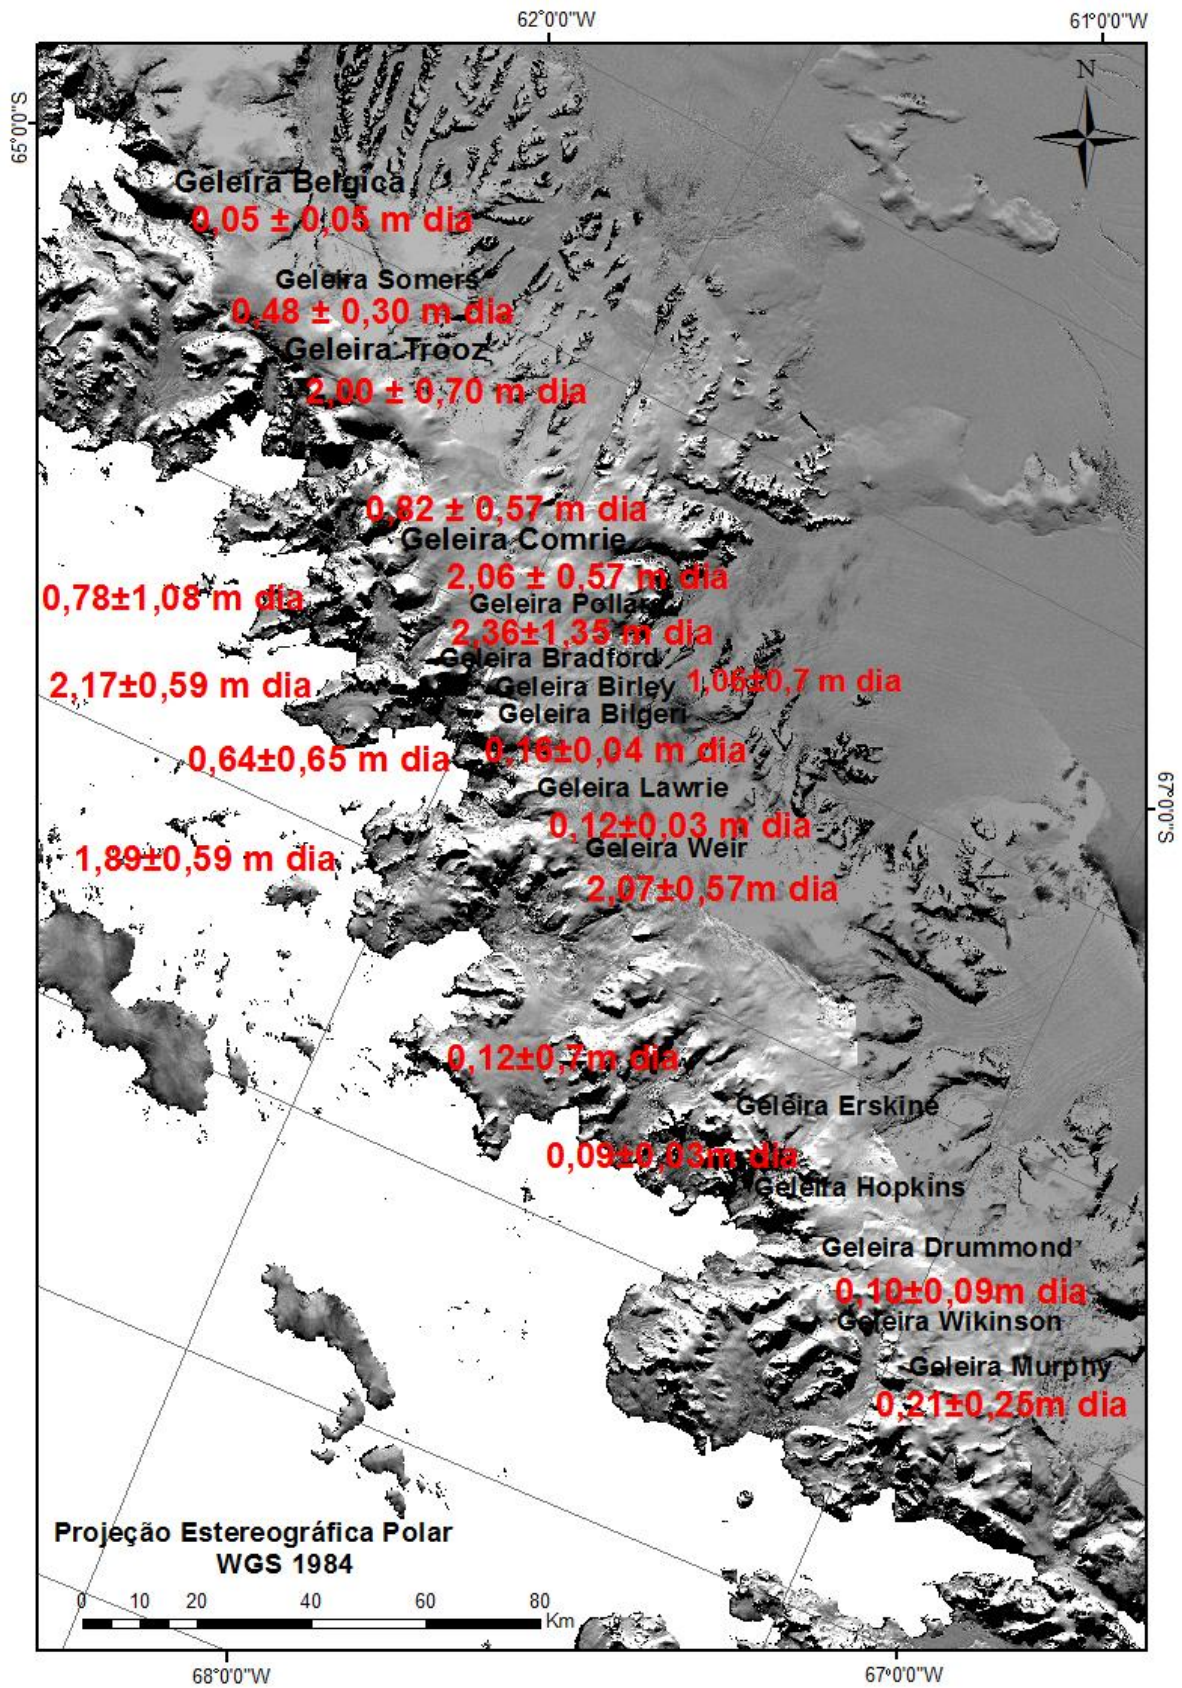 62°0'0"W
61°0'0"W
N
65°0'0"S
Geleira Belgica
0,05 ± 0,05 m dia
Geleira Somers
0,48 ± 0,30 m dia
Geleira Trooz
2,00 ± 0,70 m dia
0,82 ± 0,57 m dia
Geleira Comrie
2,06 ± 0,57 m dia
0,78±1,08 m dia
Geleira Pollar
2,36±1,35 m dia
Geleira Bradford
2,17±0,59 m dia
Geleira Birley
1,06±0,7 m dia
Geleira Bilgeri
0,16±0,04 m dia
0,64±0,65 m dia
Geleira Lawrie
67°0'0"S
0,12±0,03 m dia
Geleira Weir
1,89±0,59 m dia
2,07±0,57m dia
0,12±0,7m dia
Geleira Erskine
0,09±0,03m dia
Geleira Hopkins
Geleira Drummond
0,10±0,09m dia
Geleira Wikinson
Geleira Murphy
0,21±0,25m dia
Projeção Estereográfica Polar
WGS 1984
0 10 20 40 60 80
Km
68°0'0"W
67°0'0"W